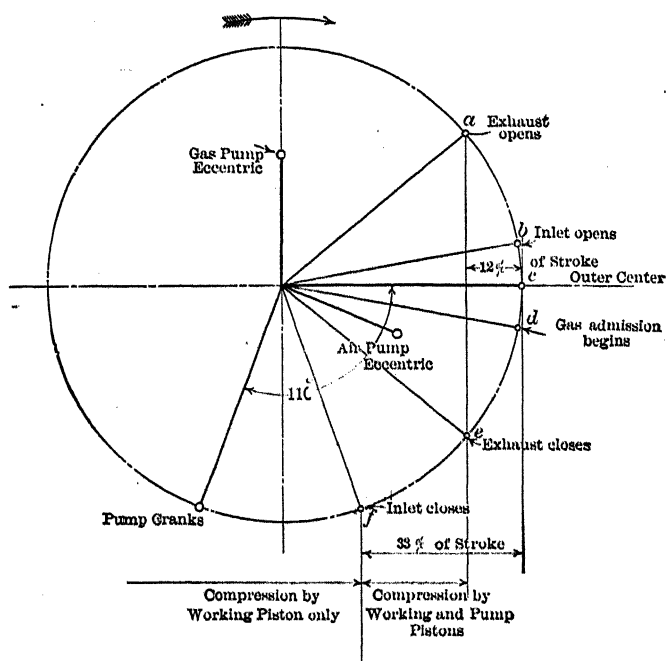 a Exhaust
opens
Gas Pump
Eccentric
b Inlet opens
12% of Stroke
c Outer Center
d
Gas admission
begins
Air Pump
Eccentric
110°
e
Exhaust closes
Pump Cranks
f Inlet closes
33% of Stroke
Compression by
Working Piston only
Compression by
Working and Pump
Pistons